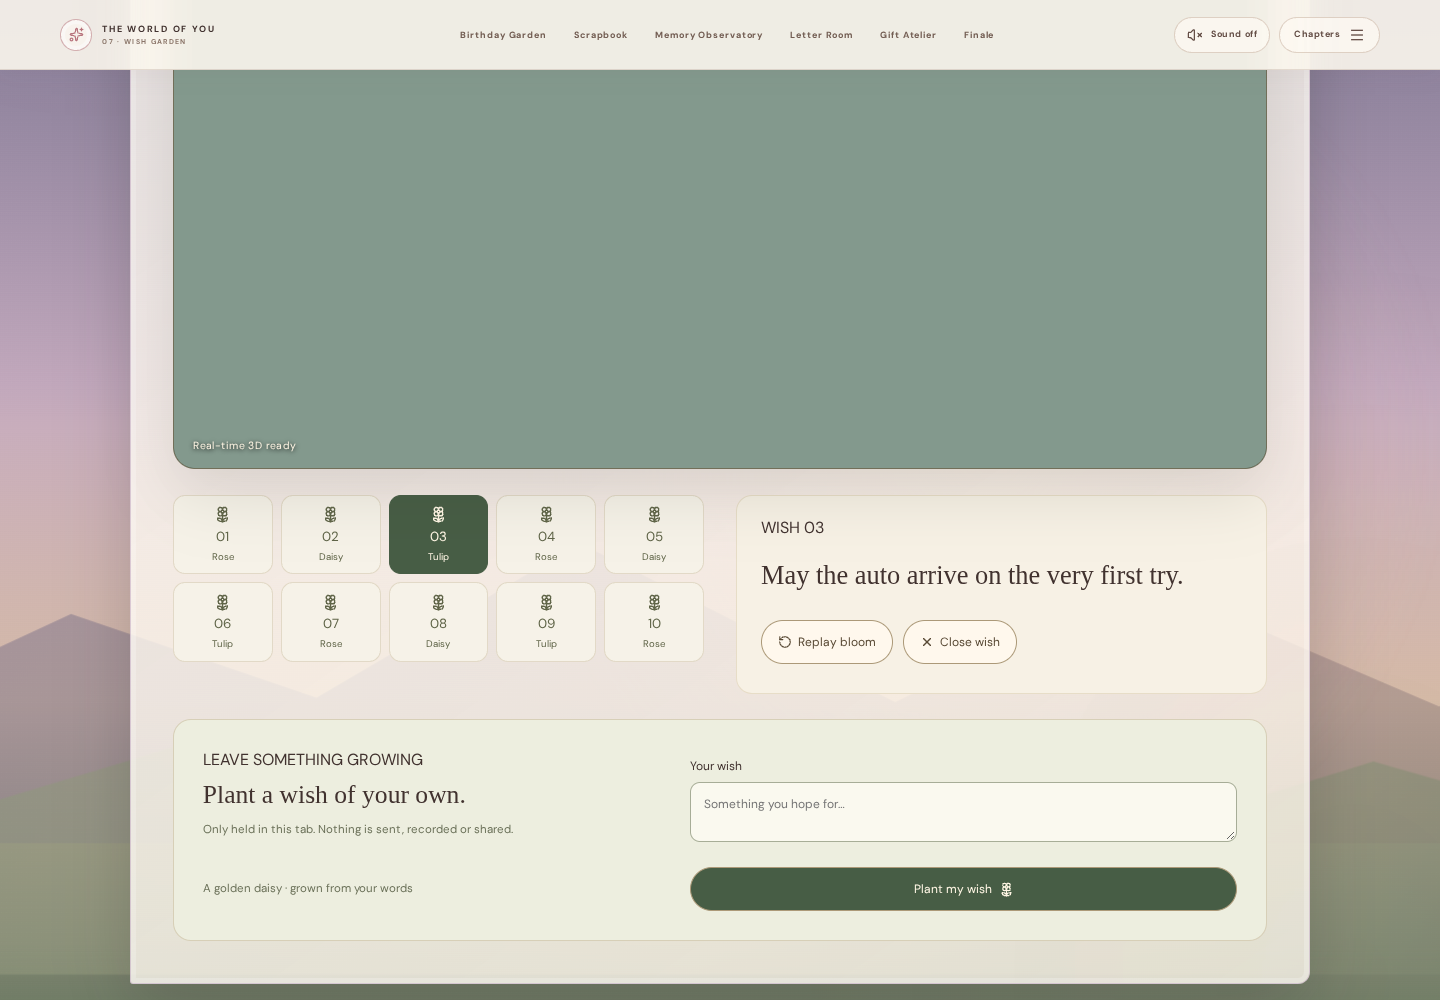 THE WORLD OF YOU
07 · WISH GARDEN
Birthday Garden
Scrapbook
Memory Observatory
Letter Room
Gift Atelier
Finale
Sound off
Chapters
Real-time 3D ready
01
Rose
02
Daisy
03
Tulip
04
Rose
05
Daisy
06
Tulip
07
Rose
08
Daisy
09
Tulip
10
Rose
WISH 03
May the auto arrive on the very first try.
Replay bloom
Close wish
LEAVE SOMETHING GROWING
Plant a wish of your own.
Only held in this tab. Nothing is sent, recorded or shared.
A golden daisy · grown from your words
Your wish
Something you hope for…
Plant my wish